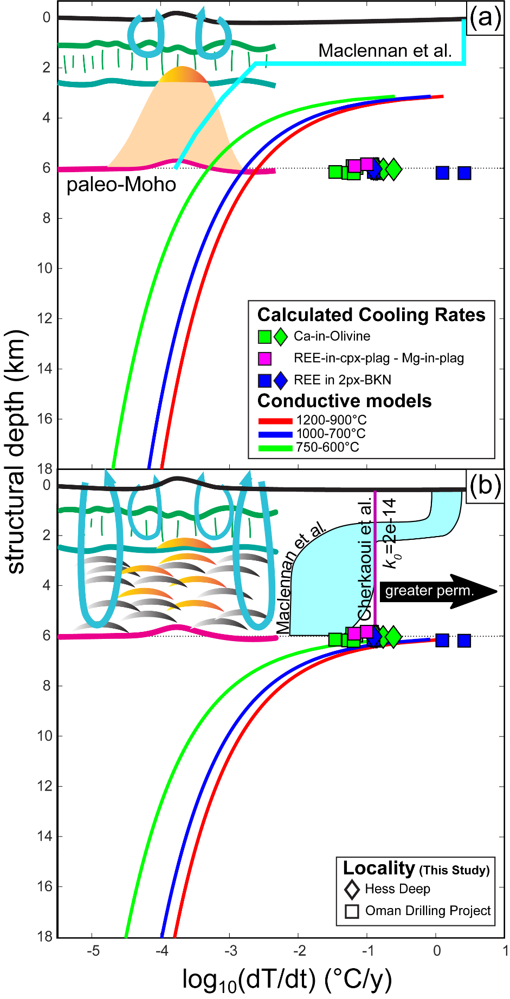 0
2
4
6
8
10
12
14
16
18
(a)
Maclennan et al.
paleo-Moho
Calculated Cooling Rates
Ca-in-Olivine
REE-in-cpx-plag - Mg-in-plag
REE in 2px-BKN
Conductive models
1200-900°C
1000-700°C
750-600°C
structural depth (km)
0
2
4
6
8
10
12
14
16
18
(b)
Maclennan et al.
Cherkaoui et al.
k₀=2e-14
greater perm.
Locality (This Study)
Hess Deep
Oman Drilling Project
-5 -4 -3 -2 -1 0 1
log₁₀(dT/dt) (°C/y)